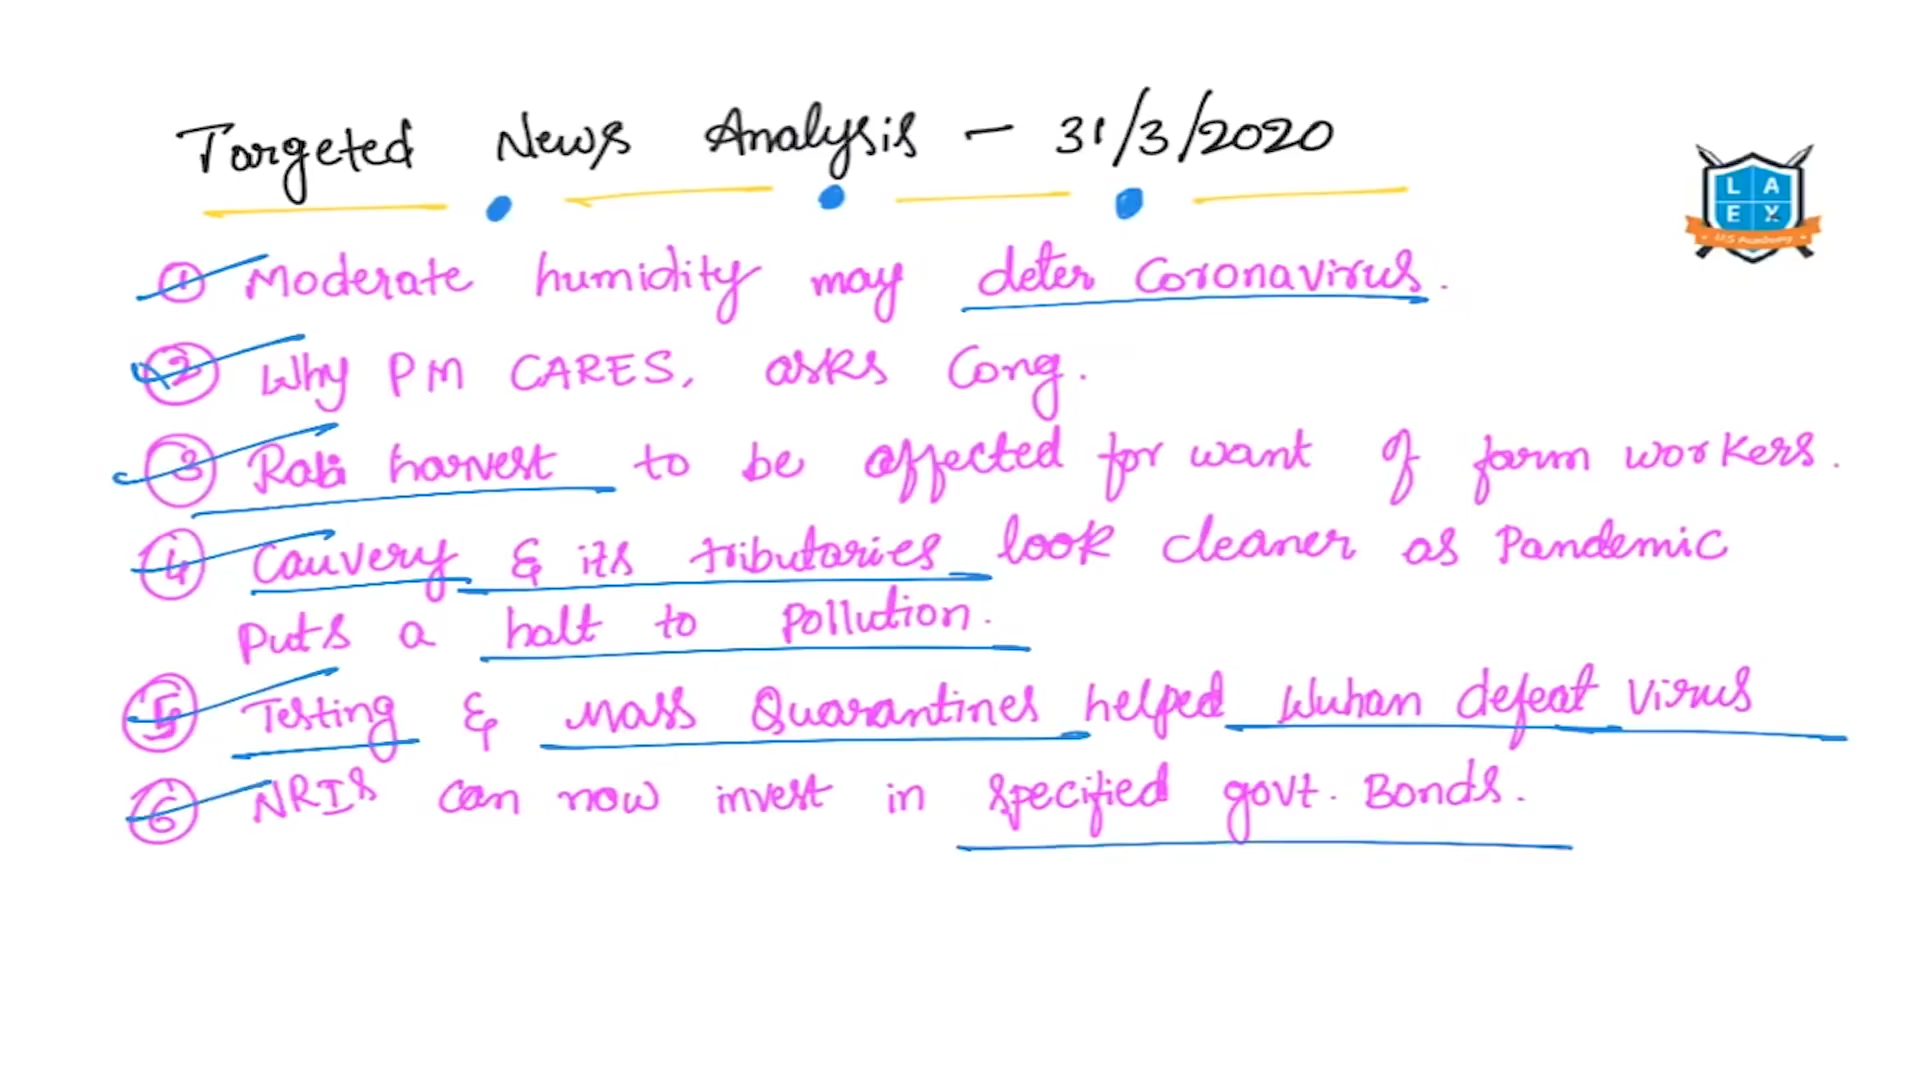 Targeted News Analysis - 31/3/2020
L A
E X
IAS Academy
① Moderate humidity may deter Coronavirus.
② Why PM CARES, asks Cong.
③ Rabi harvest to be affected for want of farm workers.
④ Cauvery & its tributaries look cleaner as Pandemic
Puts a halt to Pollution.
⑤ Testing & Mass Quarantines helped Wuhan defeat Virus
⑥ NRIs can now invest in Specified govt. Bonds.